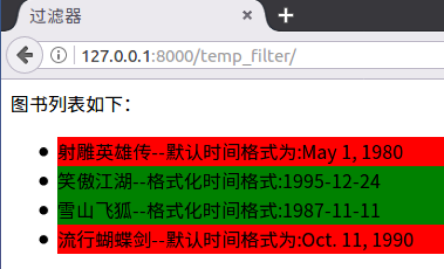 过滤器
127.0.0.1:8000/temp_filter/
图书列表如下：
射雕英雄传--默认时间格式为:May 1, 1980
笑傲江湖--格式化时间格式:1995-12-24
雪山飞狐--格式化时间格式:1987-11-11
流行蝴蝶剑--默认时间格式为:Oct. 11, 1990